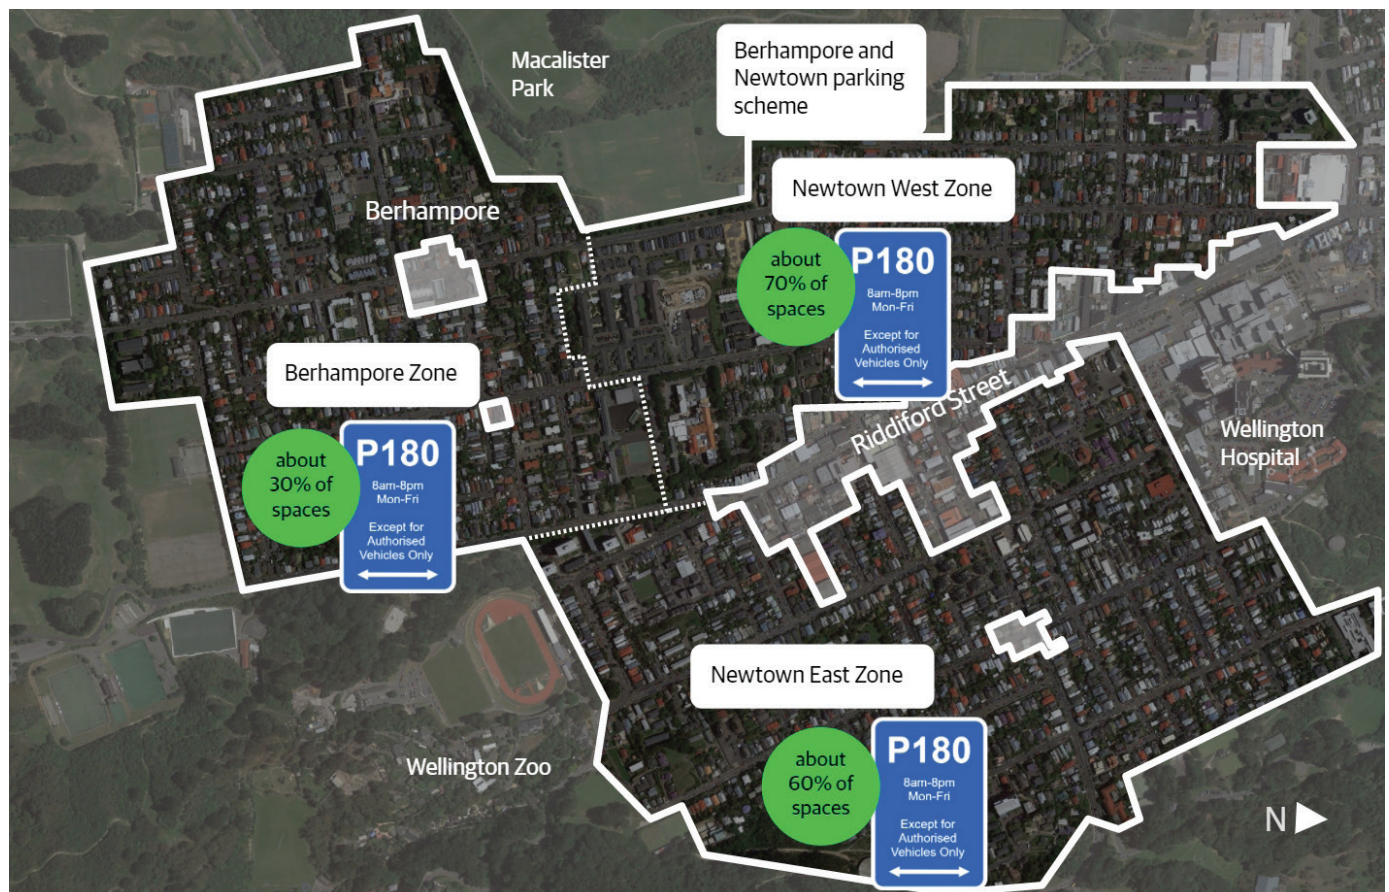 Macalister
Park
Berhampore and
Newtown parking
scheme
Newtown West Zone
Berhampore
about
70% of
spaces
P180
8am-8pm
Mon-Fri
Except for
Authorised
Vehicles Only
Berhampore Zone
Riddiford Street
Wellington
Hospital
about
30% of
spaces
P180
8am-8pm
Mon-Fri
Except for
Authorised
Vehicles Only
Newtown East Zone
Wellington Zoo
about
60% of
spaces
P180
8am-8pm
Mon-Fri
Except for
Authorised
Vehicles Only
N